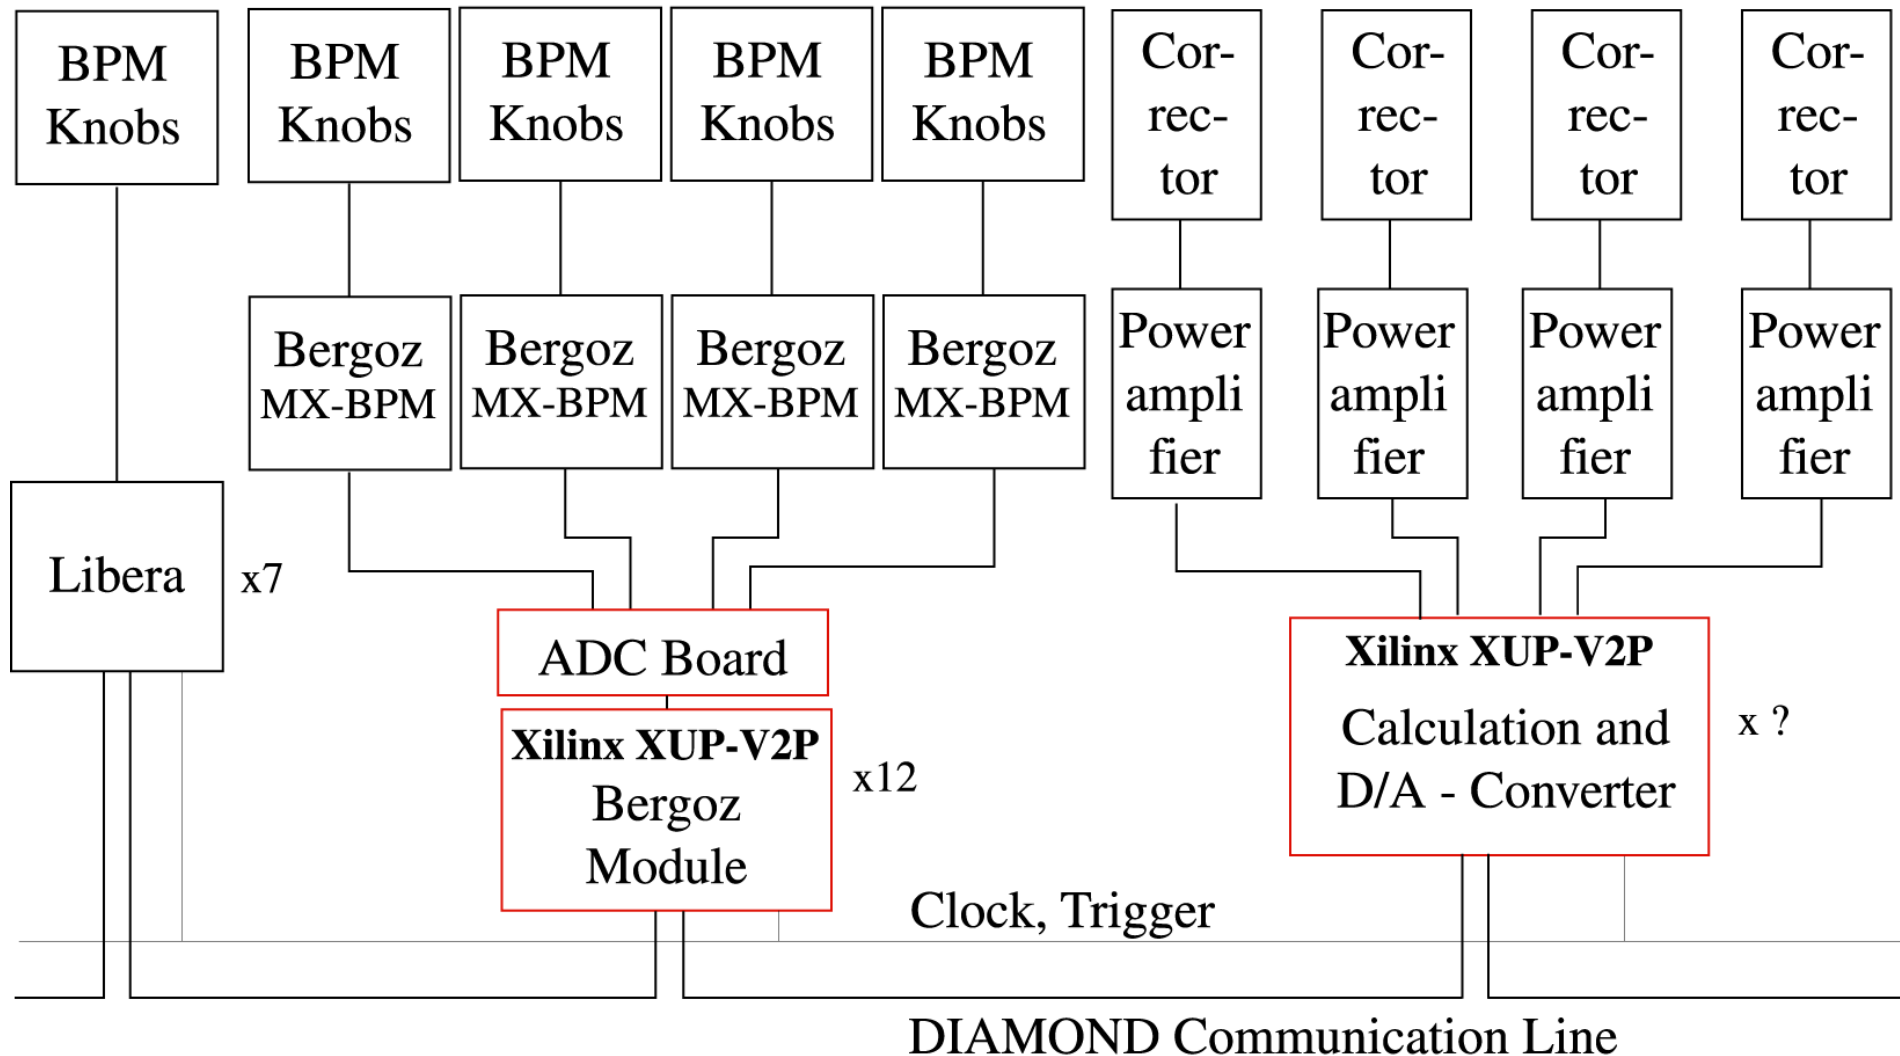 BPM
Knobs
BPM
Knobs
BPM
Knobs
BPM
Knobs
BPM
Knobs
Cor-
rec-
tor
Cor-
rec-
tor
Cor-
rec-
tor
Cor-
rec-
tor
Bergoz
MX-BPM
Bergoz
MX-BPM
Bergoz
MX-BPM
Bergoz
MX-BPM
Power
ampli
fier
Power
ampli
fier
Power
ampli
fier
Power
ampli
fier
Libera
x7
ADC Board
Xilinx XUP-V2P
Bergoz
Module
x12
Xilinx XUP-V2P
Calculation and
D/A - Converter
x ?
Clock, Trigger
DIAMOND Communication Line